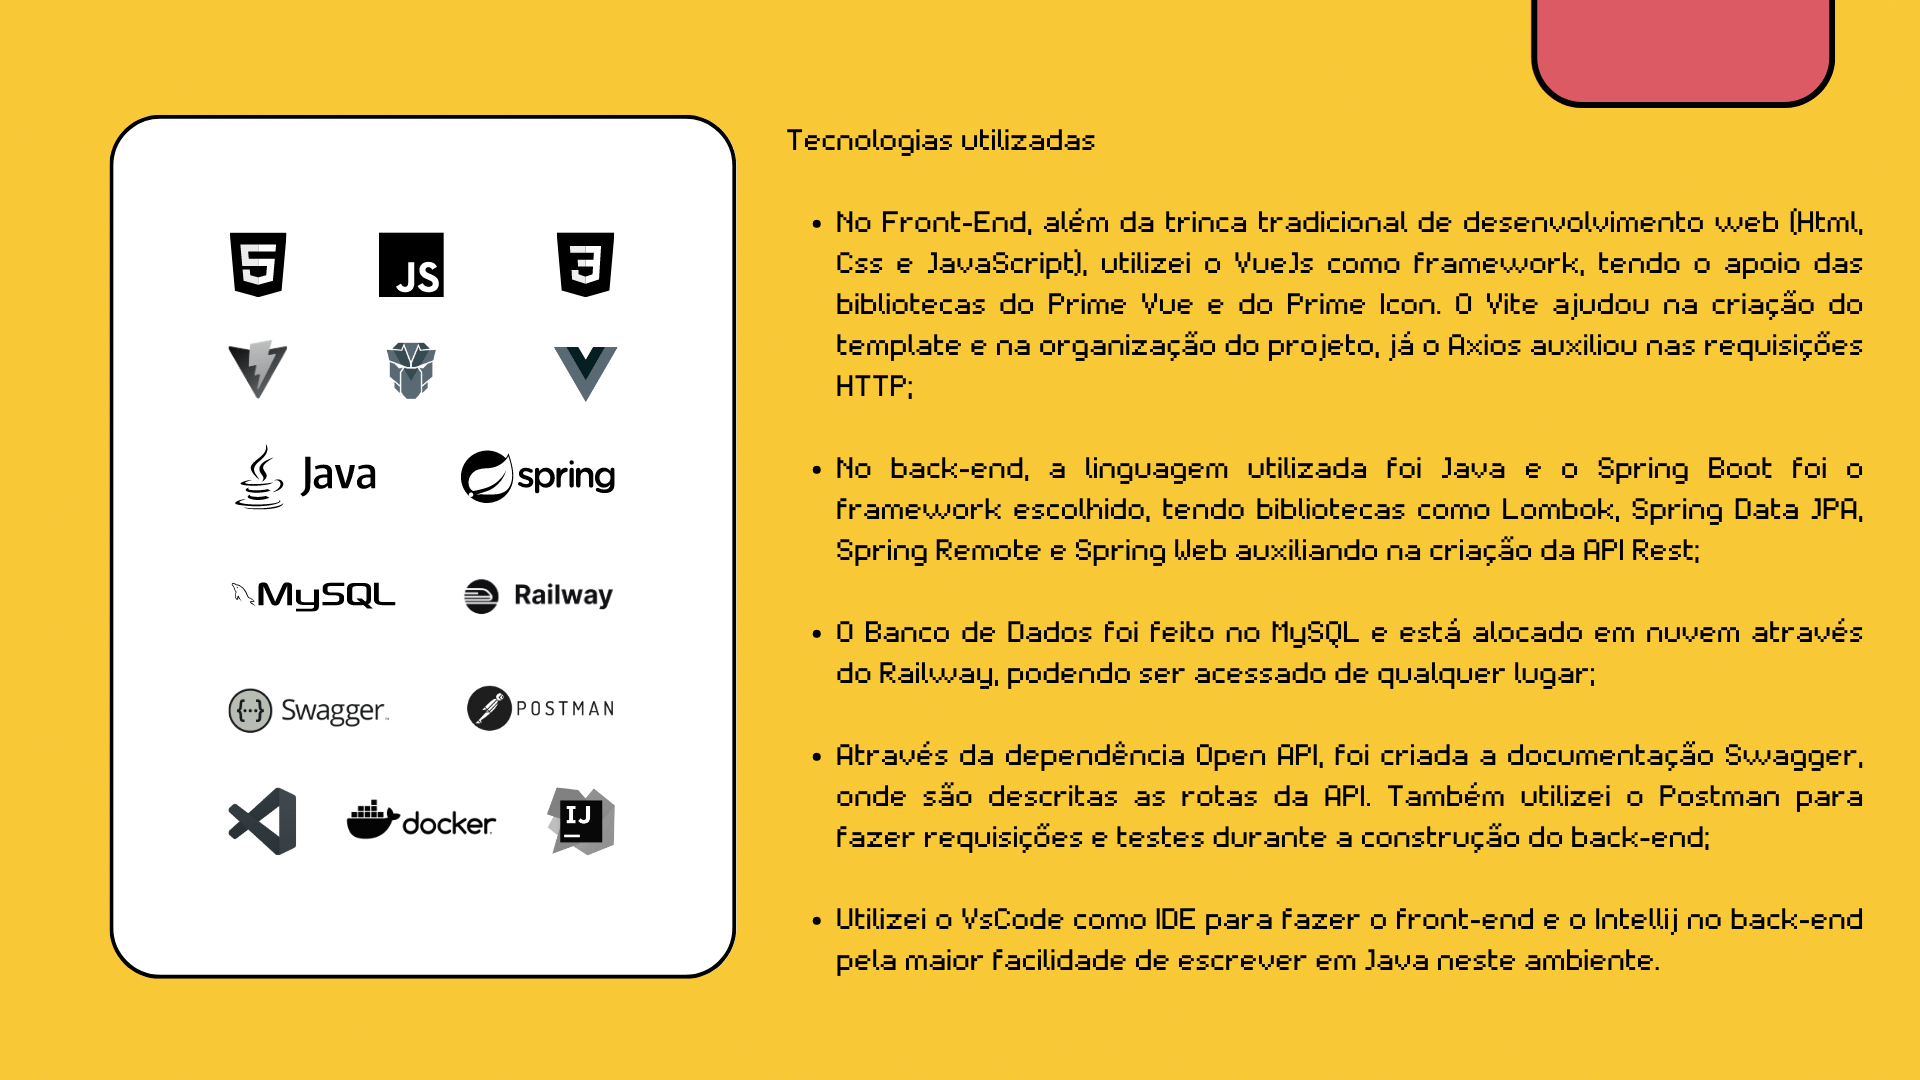 5
JS
3
Java
spring
MySQL
Railway
{···} Swagger
POSTMAN
docker
IJ
Tecnologias utilizadas
• No Front-End, além da trinca tradicional de desenvolvimento web (Html,
Css e JavaScript), utilizei o VueJs como framework, tendo o apoio das
bibliotecas do Prime Vue e do Prime Icon. O Vite ajudou na criação do
template e na organização do projeto, já o Axios auxiliou nas requisições
HTTP;
• No back-end, a linguagem utilizada foi Java e o Spring Boot foi o
framework escolhido, tendo bibliotecas como Lombok, Spring Data JPA,
Spring Remote e Spring Web auxiliando na criação da API Rest;
• O Banco de Dados foi feito no MySQL e está alocado em nuvem através
do Railway, podendo ser acessado de qualquer lugar;
• Através da dependência Open API, foi criada a documentação Swagger,
onde são descritas as rotas da API. Também utilizei o Postman para
fazer requisições e testes durante a construção do back-end;
• Utilizei o VsCode como IDE para fazer o front-end e o Intellij no back-end
pela maior facilidade de escrever em Java neste ambiente.